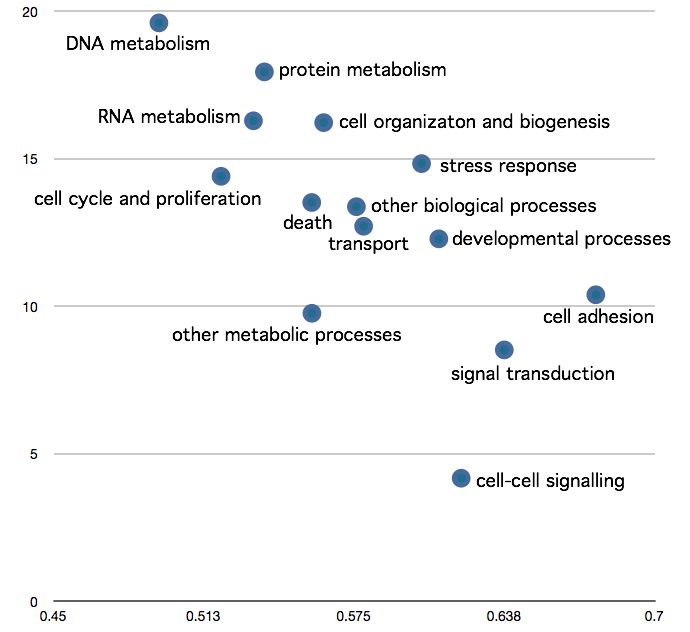 20
DNA metabolism
protein metabolism
RNA metabolism
cell organizaton and biogenesis
15
stress response
cell cycle and proliferation
other biological processes
death
transport
developmental processes
10
cell adhesion
other metabolic processes
signal transduction
5
cell-cell signalling
0
0.45 0.513 0.575 0.638 0.7